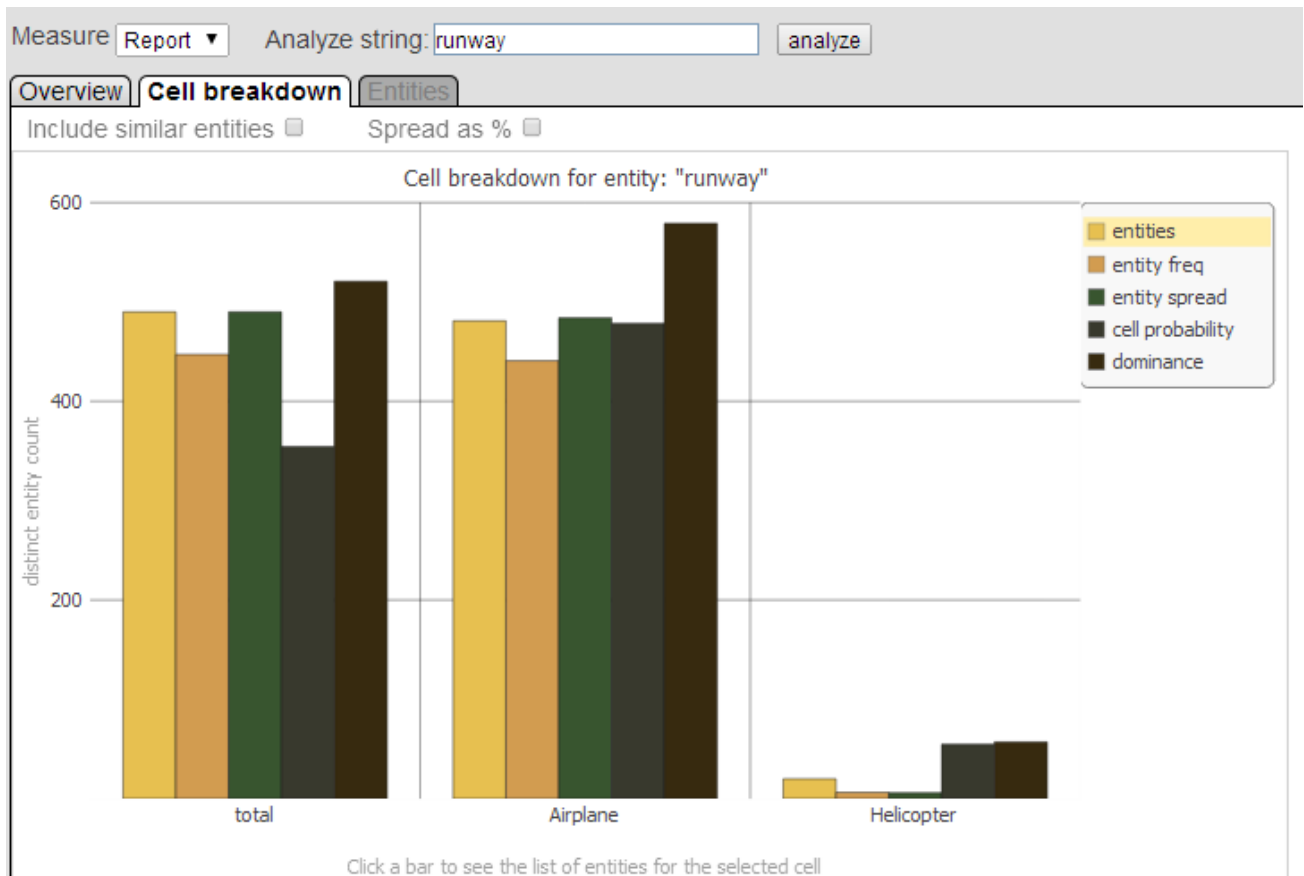 Measure Report ▼ Analyze string: runway analyze
Overview Cell breakdown Entities
Include similar entities Spread as %
Cell breakdown for entity: "runway"
600
400
200
distinct entity count
entities
entity freq
entity spread
cell probability
dominance
total Airplane Helicopter
Click a bar to see the list of entities for the selected cell